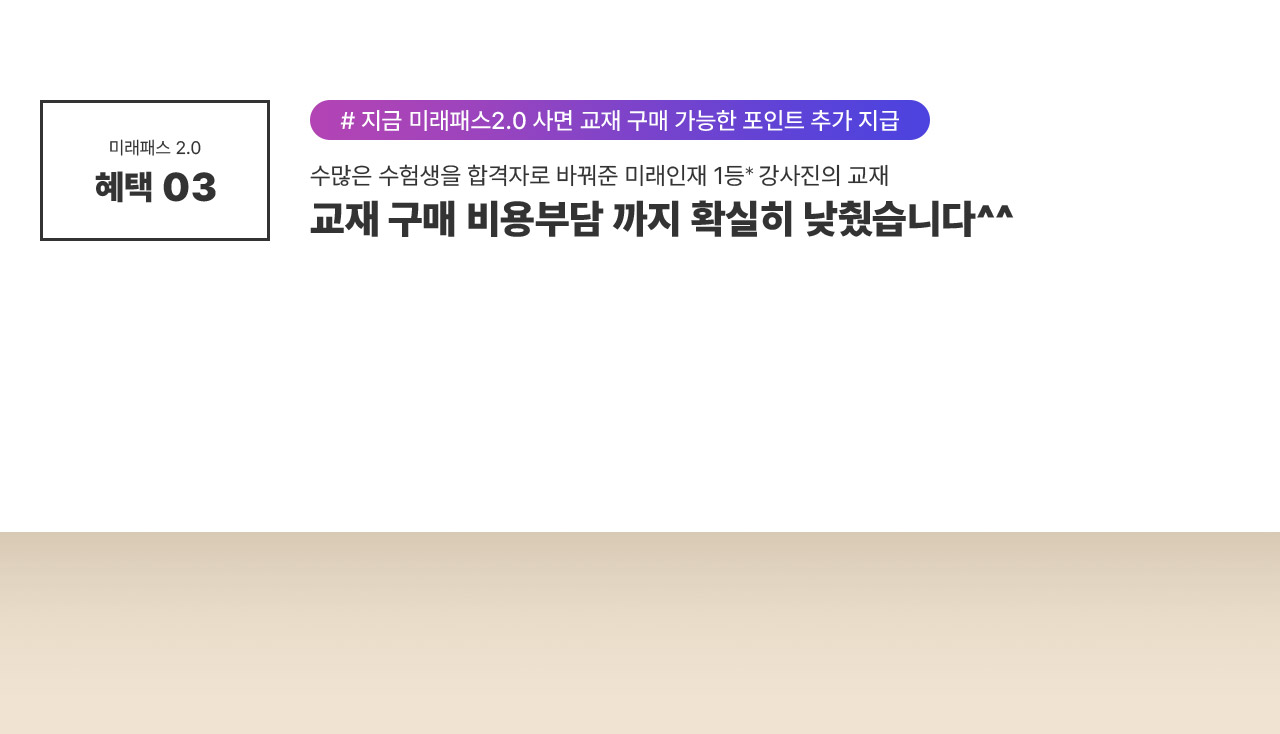 미래패스 2.0
혜택 03
# 지금 미래패스2.0 사면 교재 구매 가능한 포인트 추가 지급
수많은 수험생을 합격자로 바꿔준 미래인재 1등* 강사진의 교재
교재 구매 비용부담 까지 확실히 낮췄습니다^^